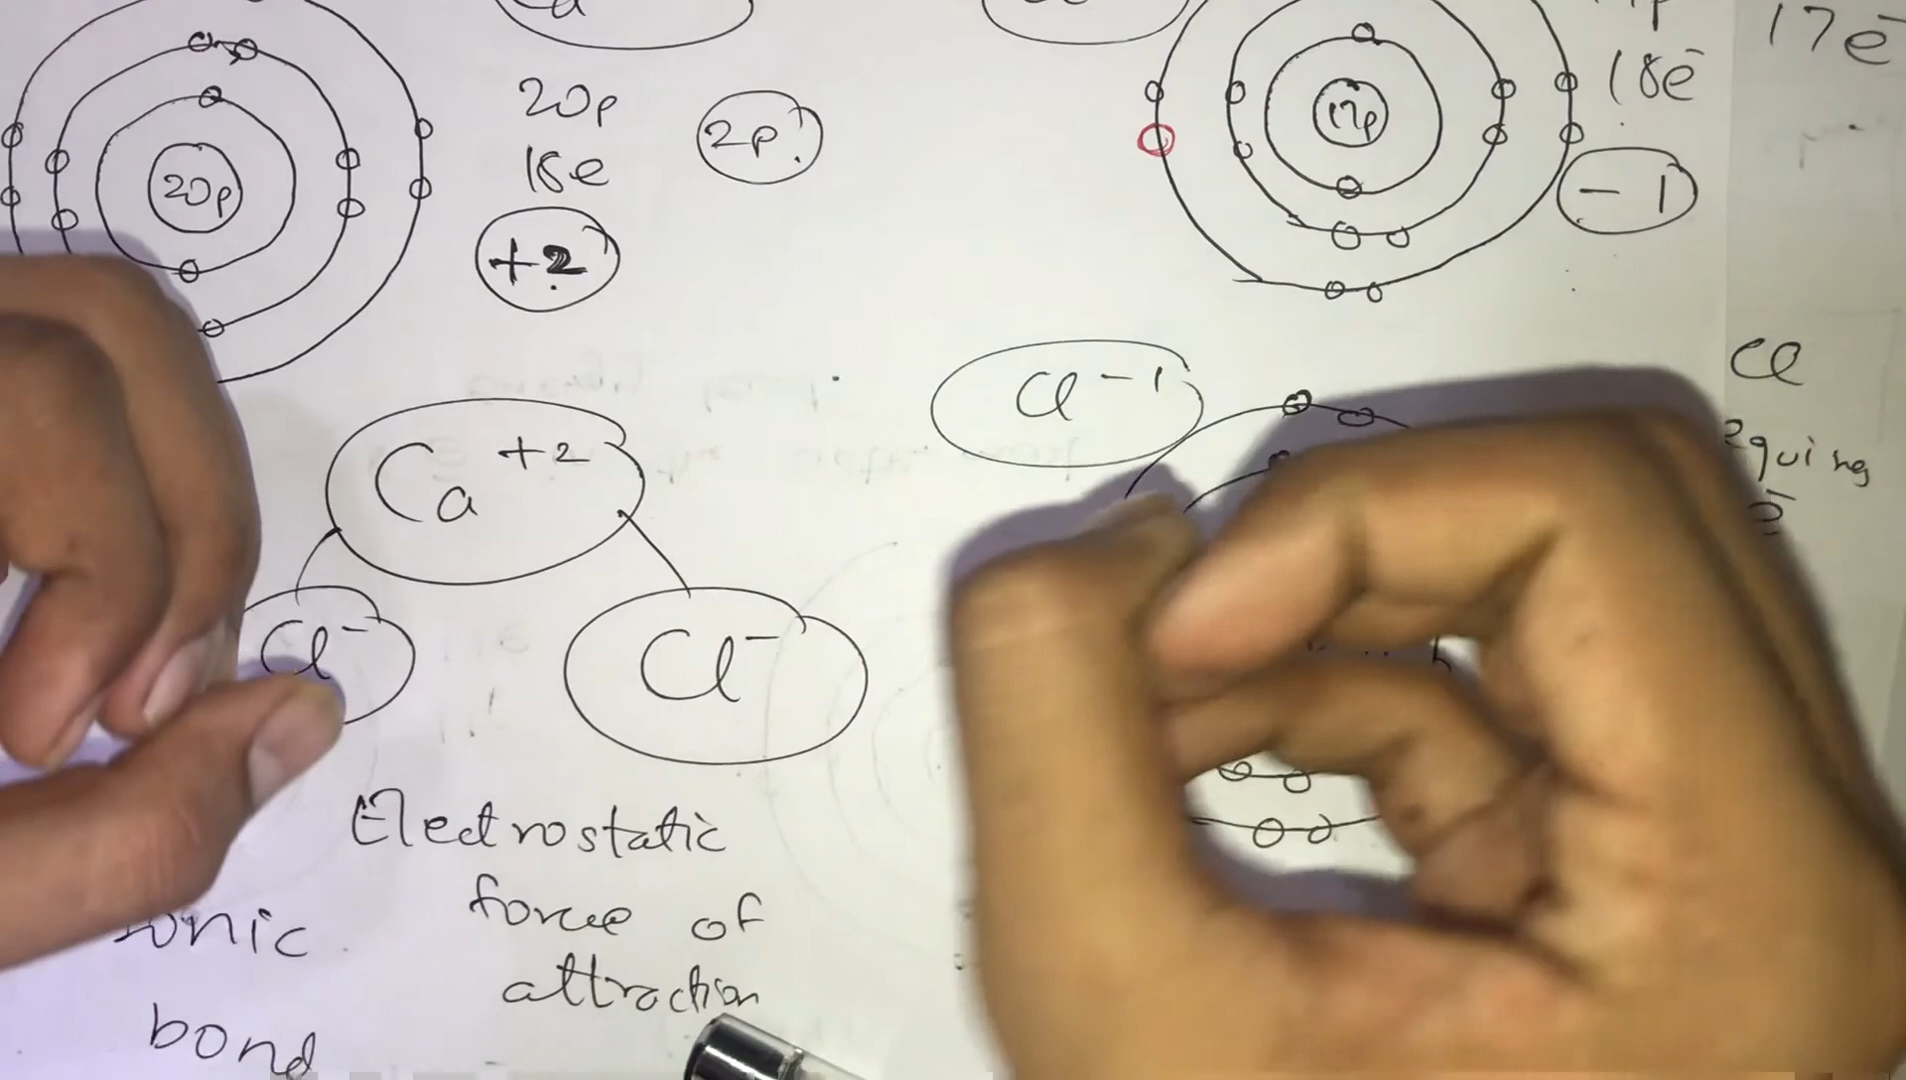 17e-
20p
2p
18e-
18e
17p
20p
-1
+2
Cl
Cl -1
Ca +2
Cl-
Cl-
Electrostatic
force of
attraction
bond